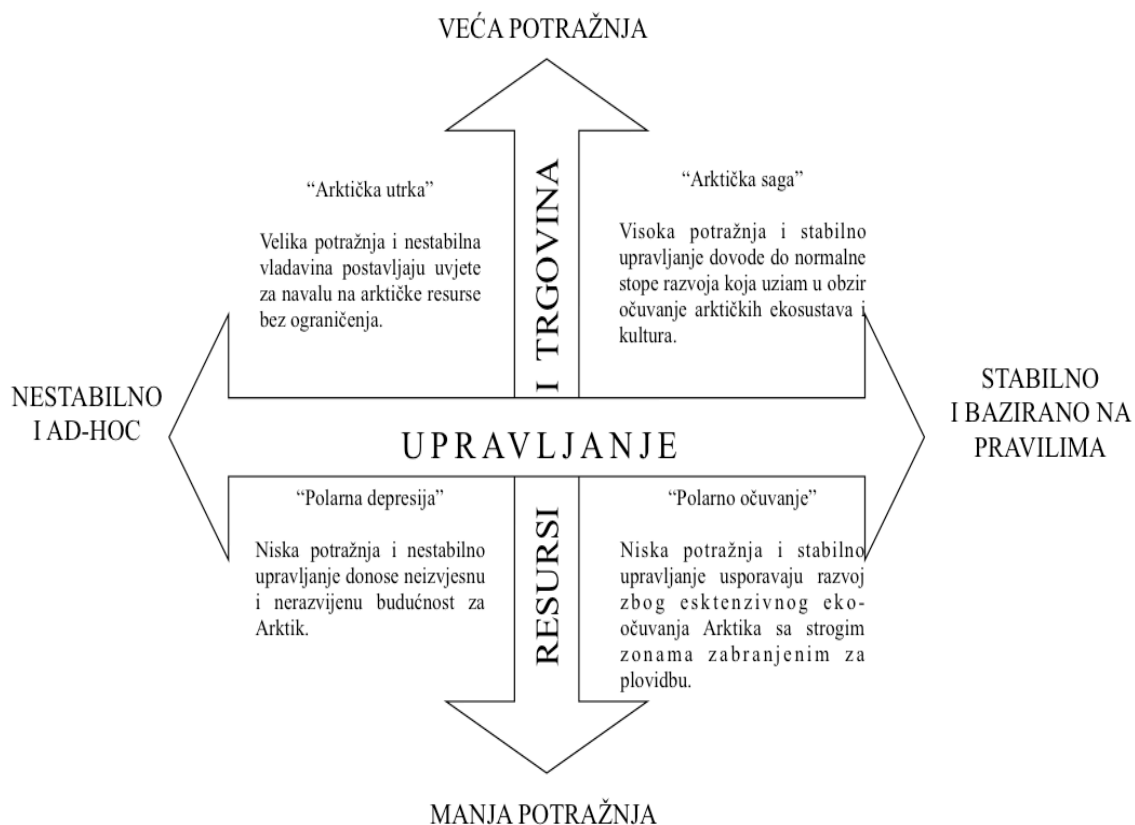 VEĆA POTRAŽNJA
“Arktička utrka”
Velika potražnja i nestabilna
vladavina postavljaju uvjete
za navalu na arktičke resurse
bez ograničenja.
“Arktička saga”
Visoka potražnja i stabilno
upravljanje dovode do normalne
stope razvoja koja uziam u obzir
očuvanje arktičkih ekosustava i
kultura.
NESTABILNO
I AD-HOC
UPRAVLJANJE
STABILNO
I BAZIRANO NA
PRAVILIMA
RESURSI I TRGOVINA
“Polarna depresija”
Niska potražnja i nestabilno
upravljanje donose neizvjesnu
i nerazvijenu budućnost za
Arktik.
“Polarno očuvanje”
Niska potražnja i stabilno
upravljanje usporavaju razvoj
zbog esktenzivnog eko-
očuvanja Arktika sa strogim
zonama zabranjenim za
plovidbu.
MANJA POTRAŽNJA